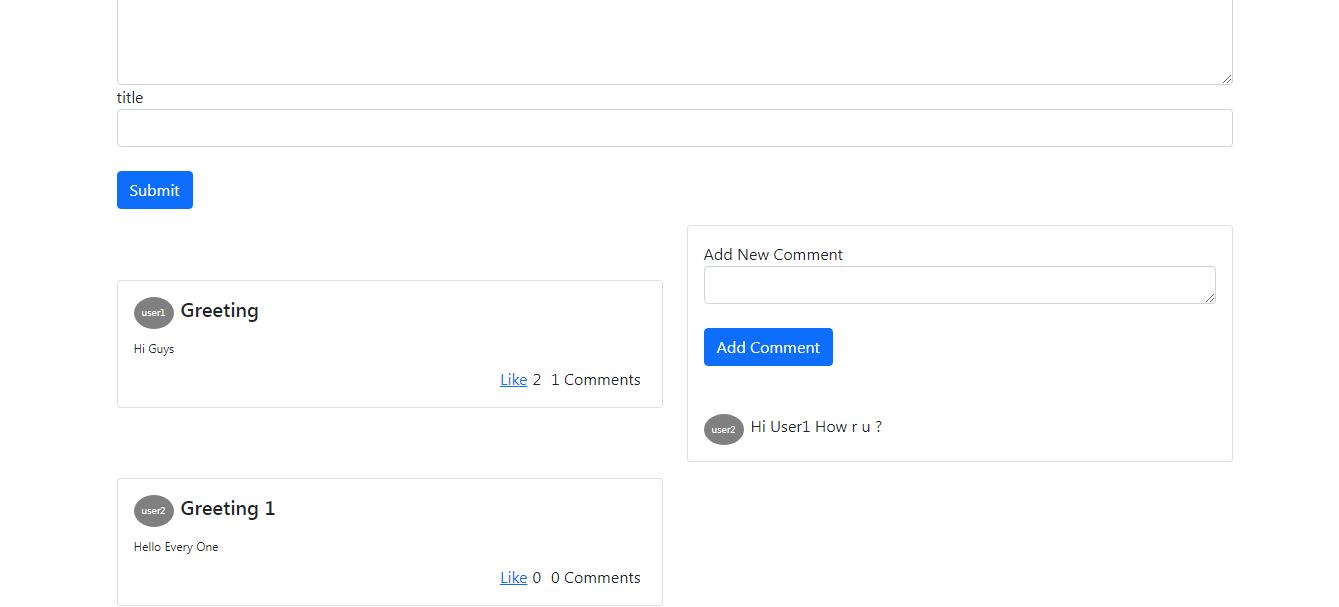 title
Submit
user1 Greeting
Hi Guys
Like 2 1 Comments
Add New Comment
Add Comment
user2 Hi User1 How r u ?
user2 Greeting 1
Hello Every One
Like 0 0 Comments